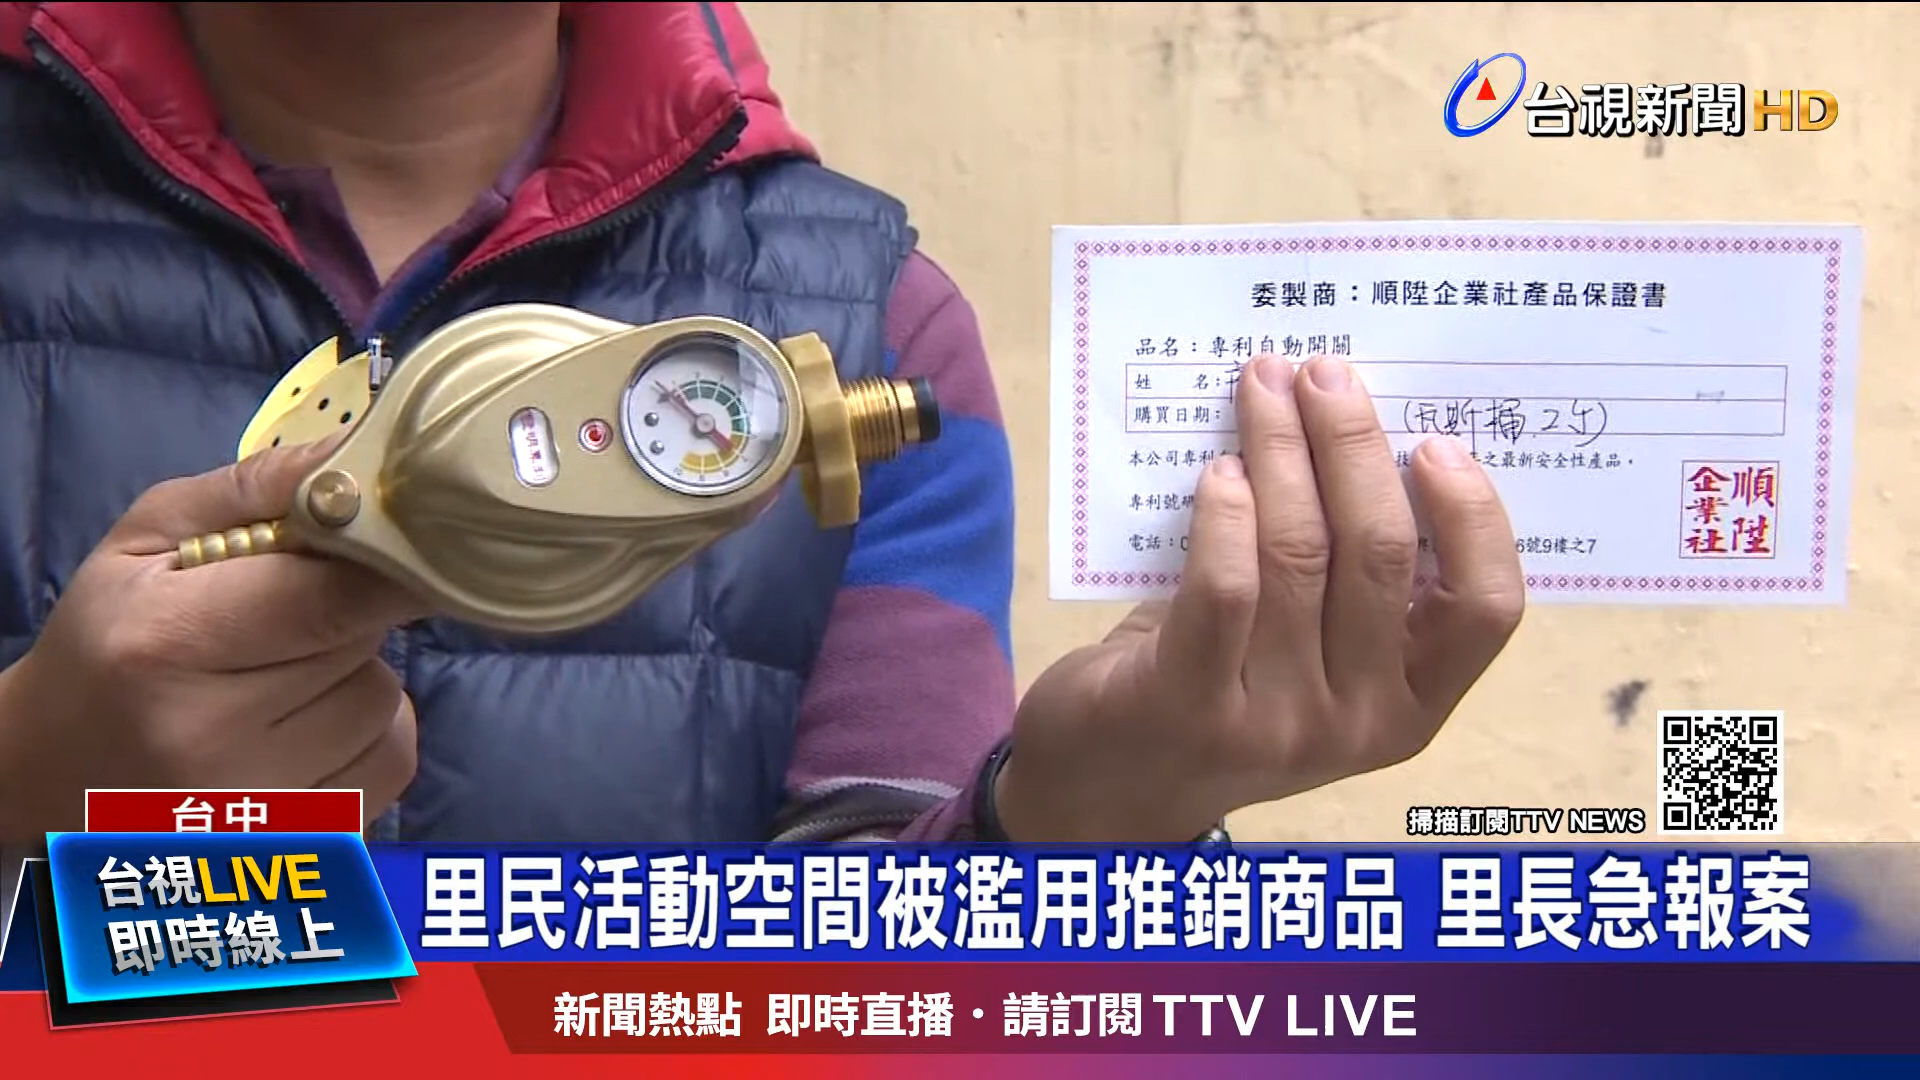 台視新聞HD
委製商：順陞企業社產品保證書
品名：專利自動開關
姓　名：
購買日期：
(瓦斯桶.2分)
本公司專利
之最新安全性產品。
專利號碼
電話：0
6號9樓之7
順陞
企業社
掃描訂閱TTV NEWS
台中
台視LIVE
即時線上
里民活動空間被濫用推銷商品 里長急報案
新聞熱點 即時直播・請訂閱TTV LIVE